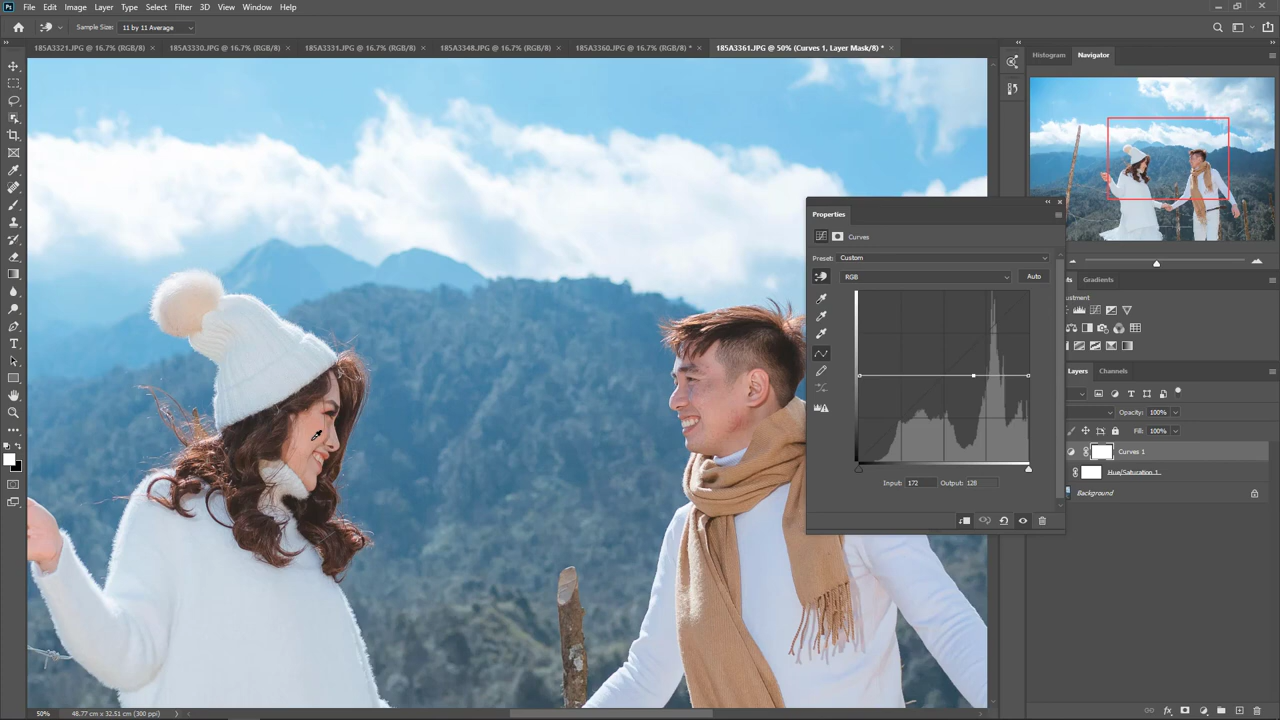 Ps File Edit Image Layer Type Select Filter 3D View Window Help
Sample Size: 11 by 11 Average
185A3321.JPG @ 16.7% (RGB/8) × 185A3330.JPG @ 16.7% (RGB/8) × 185A3331.JPG @ 16.7% (RGB/8) × 185A3348.JPG @ 16.7% (RGB/8) × 185A3360.JPG @ 16.7% (RGB/8) * × 185A3361.JPG @ 50% (Curves 1, Layer Mask/8) * ×
Histogram Navigator
Properties
Curves
Preset: Custom
RGB Auto
Input: 172 Output: 128
ts Gradients
ustment
Layers Channels
Opacity: 100%
Fill: 100%
Curves 1
Hue/Saturation 1
Background
50% 48.77 cm x 32.51 cm (300 ppi)